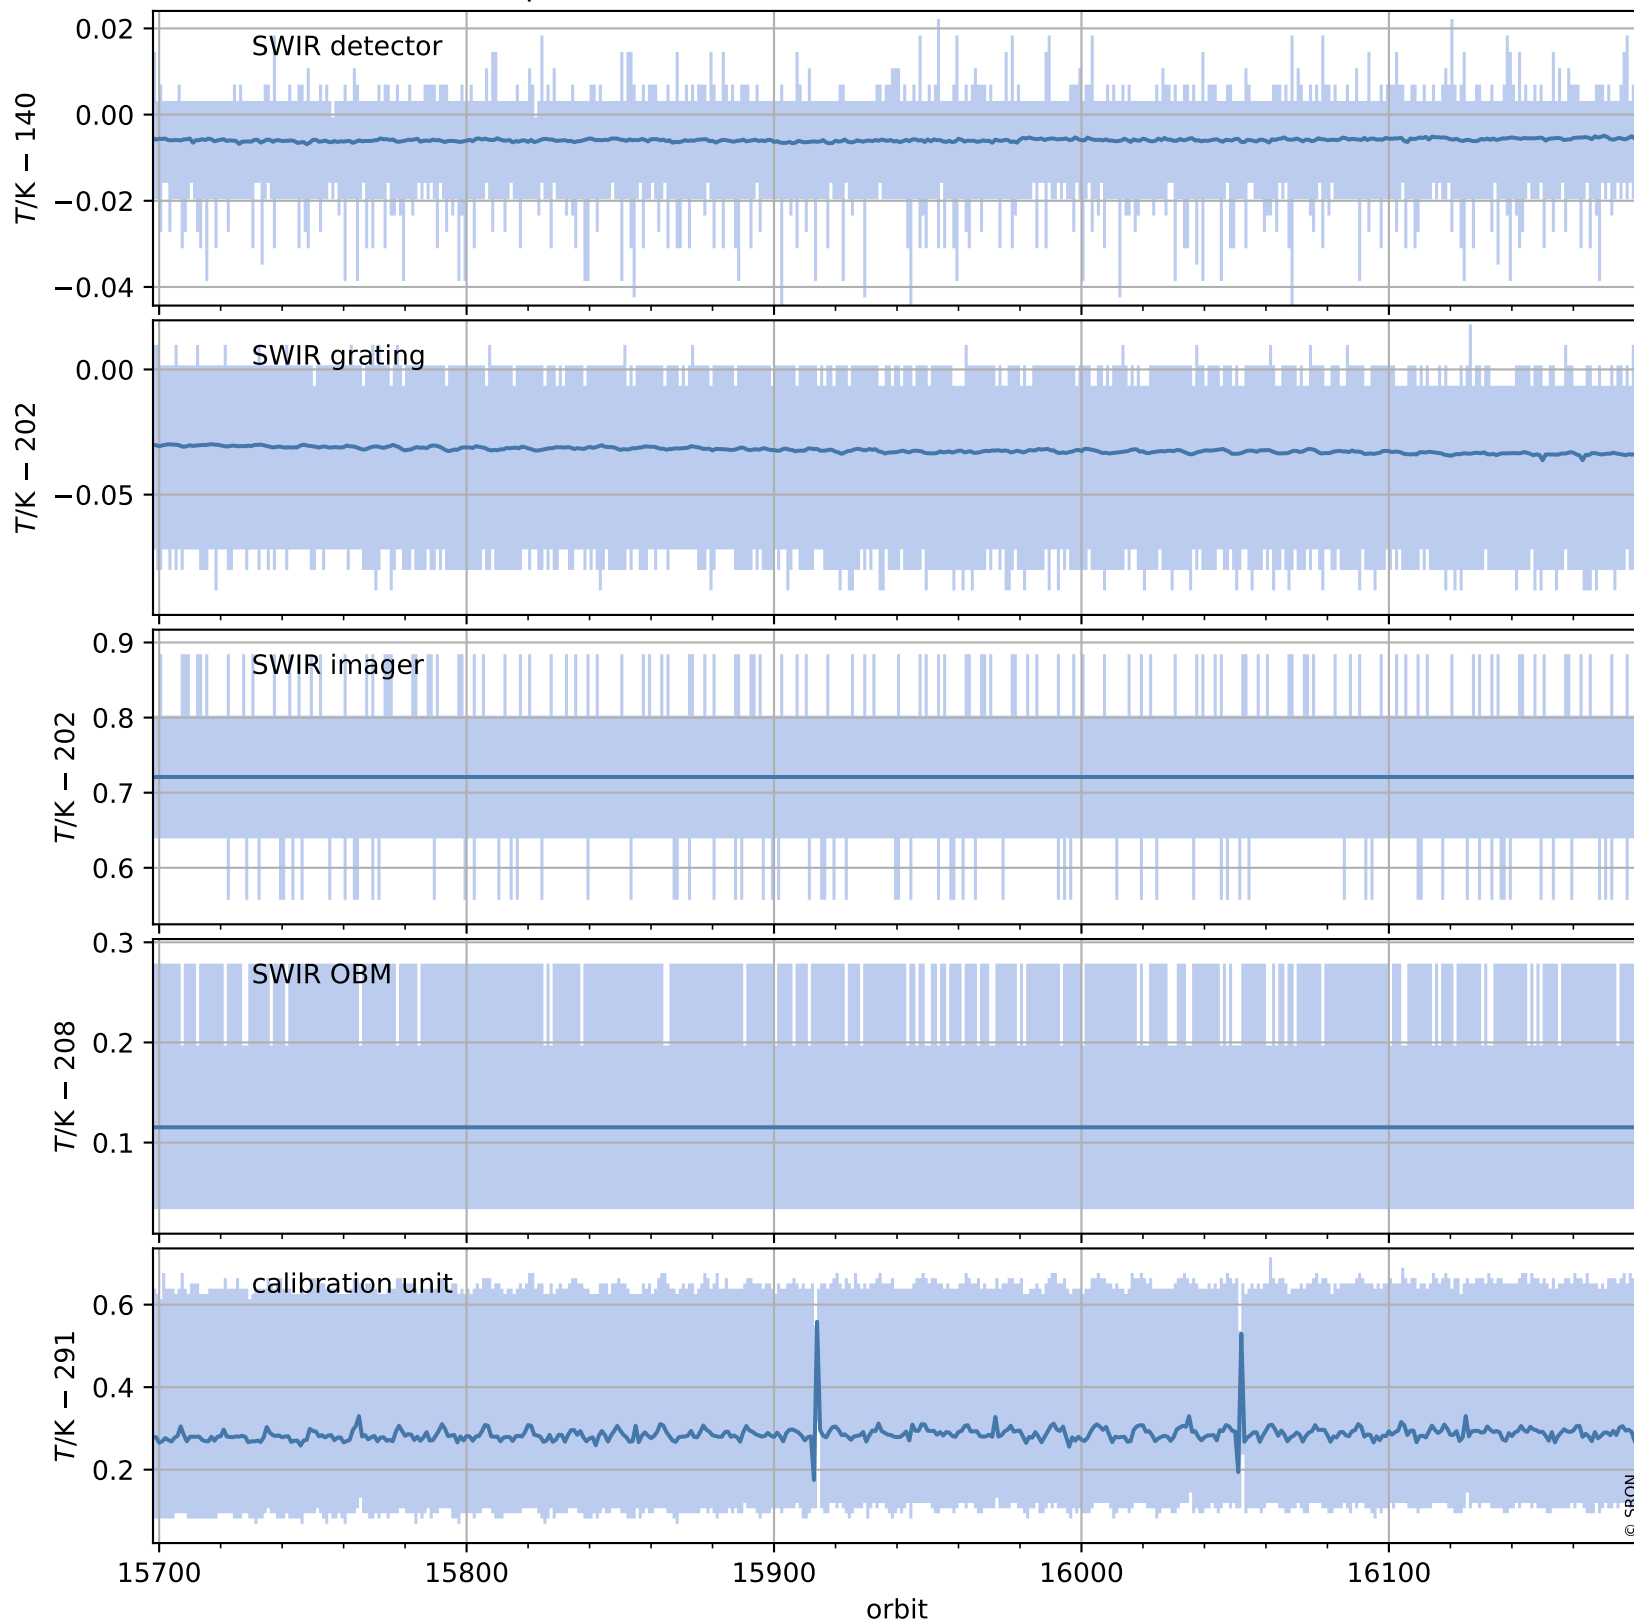 SWIR detector
0.02
0.00
−0.02
−0.04
T/K − 140
SWIR grating
0.00
−0.05
T/K − 202
SWIR imager
0.9
0.8
0.7
0.6
T/K − 202
SWIR OBM
0.3
0.2
0.1
T/K − 208
calibration unit
0.6
0.4
0.2
T/K − 291
15700 15800 15900 16000 16100
orbit
© SRON